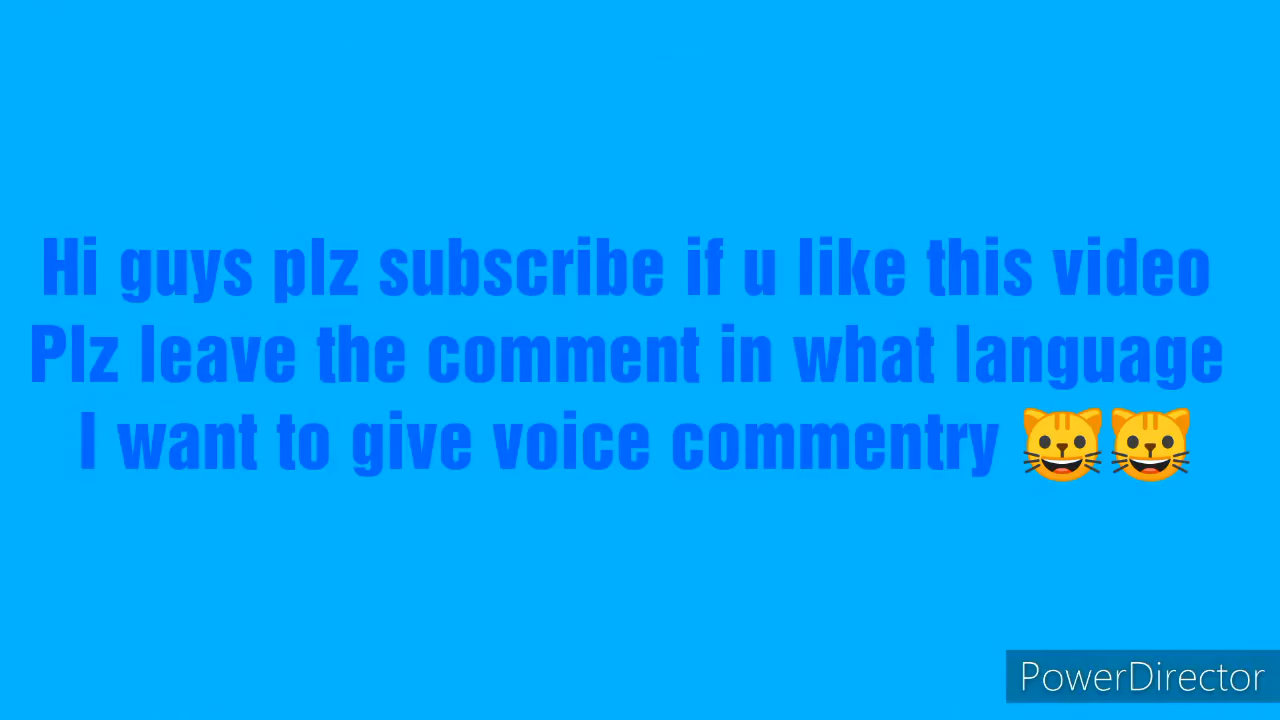 Hi guys plz subscribe if u like this video
Plz leave the comment in what language
I want to give voice commentry 😺😺
PowerDirector